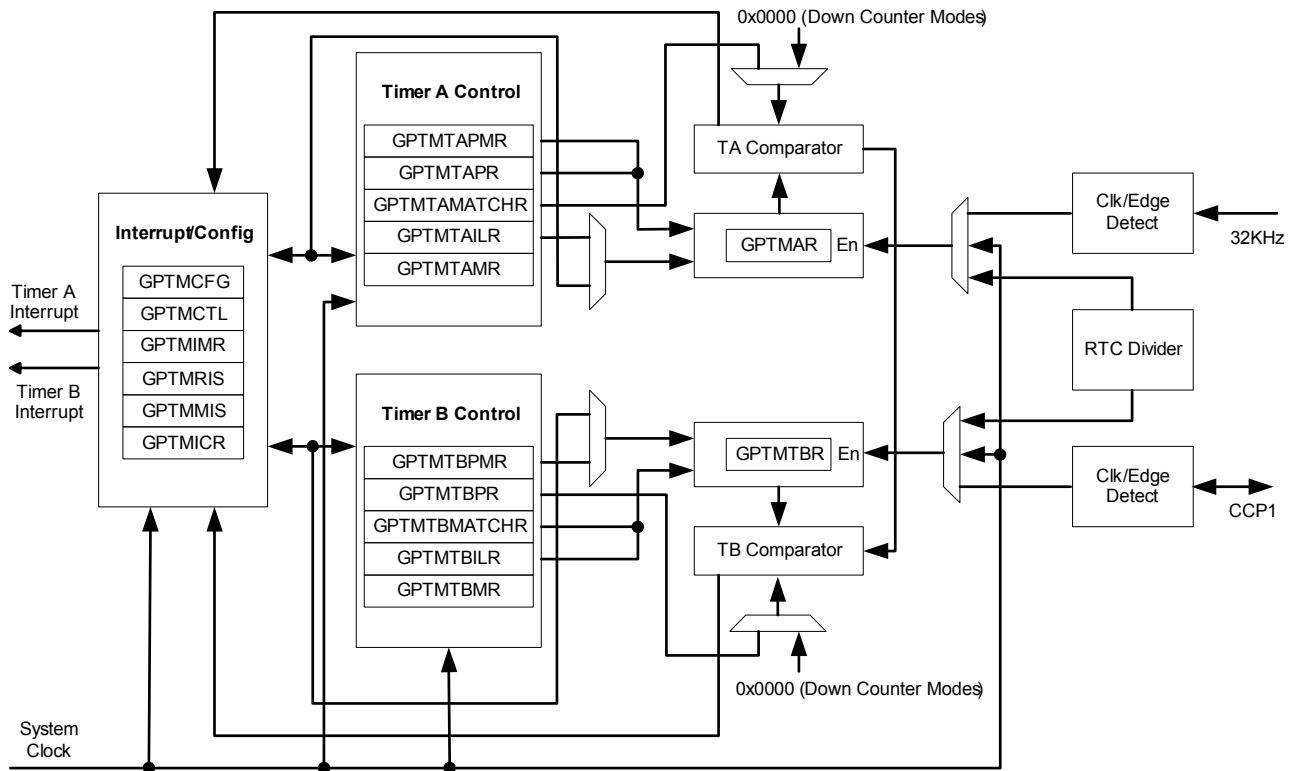 0x0000 (Down Counter Modes)
Timer A Control
GPTMTAPMR
GPTMTAPR
GPTMTAMATCHR
GPTMTAILR
GPTMTAMR
TA Comparator
GPTMAR
En
Clk/Edge
Detect
32KHz
Interrupt/Config
GPTMCFG
GPTMCTL
GPTMIMR
GPTMRIS
GPTMMIS
GPTMICR
Timer A
Interrupt
Timer B
Interrupt
RTC Divider
Timer B Control
GPTMTBPMR
GPTMTBPR
GPTMTBMATCHR
GPTMTBILR
GPTMTBMR
GPTMTBR
En
TB Comparator
Clk/Edge
Detect
CCP1
0x0000 (Down Counter Modes)
System
Clock